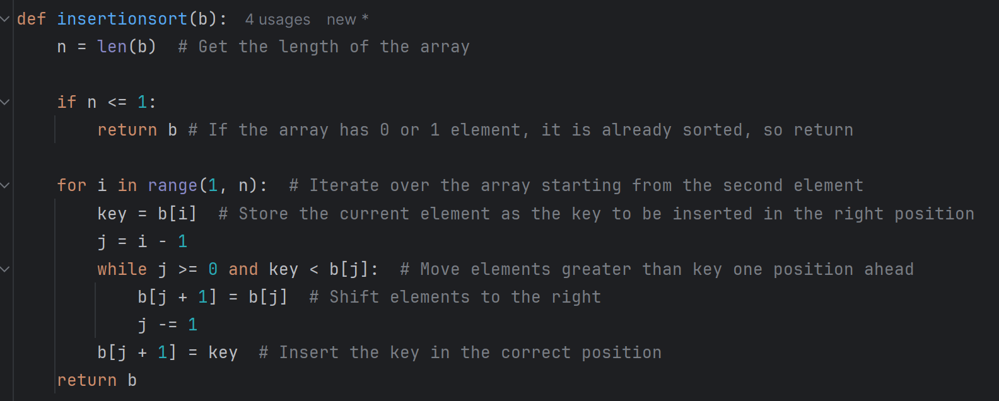 def insertionsort(b):  4 usages  new *
    n = len(b)  # Get the length of the array

    if n <= 1:
        return b # If the array has 0 or 1 element, it is already sorted, so return

    for i in range(1, n):  # Iterate over the array starting from the second element
        key = b[i]  # Store the current element as the key to be inserted in the right position
        j = i - 1
        while j >= 0 and key < b[j]:  # Move elements greater than key one position ahead
            b[j + 1] = b[j]  # Shift elements to the right
            j -= 1
        b[j + 1] = key  # Insert the key in the correct position
    return b